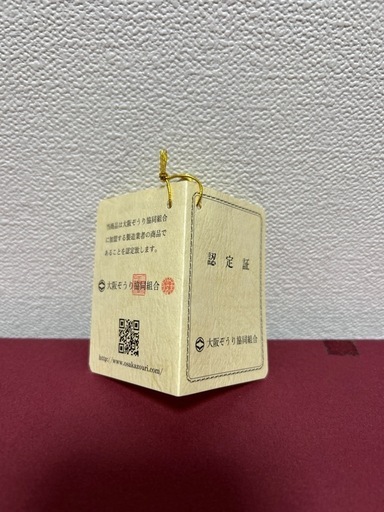 当商品は大阪ぞうり協同組合
に加盟する製造業者の商品で
あることを認定致します。
大阪ぞうり協同組合
http://www.osakazouri.com/
認定証
大阪ぞうり協同組合